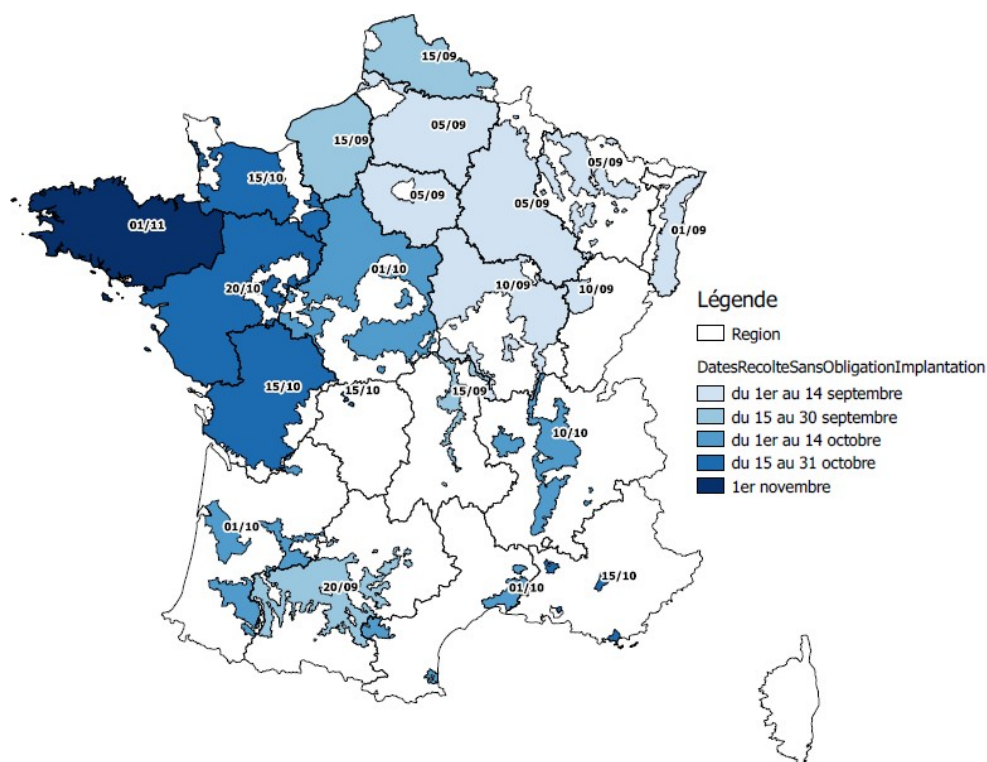 15/09
15/09
05/09
05/09
05/09
05/09
01/09
15/10
01/11
20/10
01/10
10/09
10/09
15/10
15/10
15/09
10/10
01/10
20/09
01/10
15/10
Légende
Region
DatesRecolteSansObligationImplantation
du 1er au 14 septembre
du 15 au 30 septembre
du 1er au 14 octobre
du 15 au 31 octobre
1er novembre